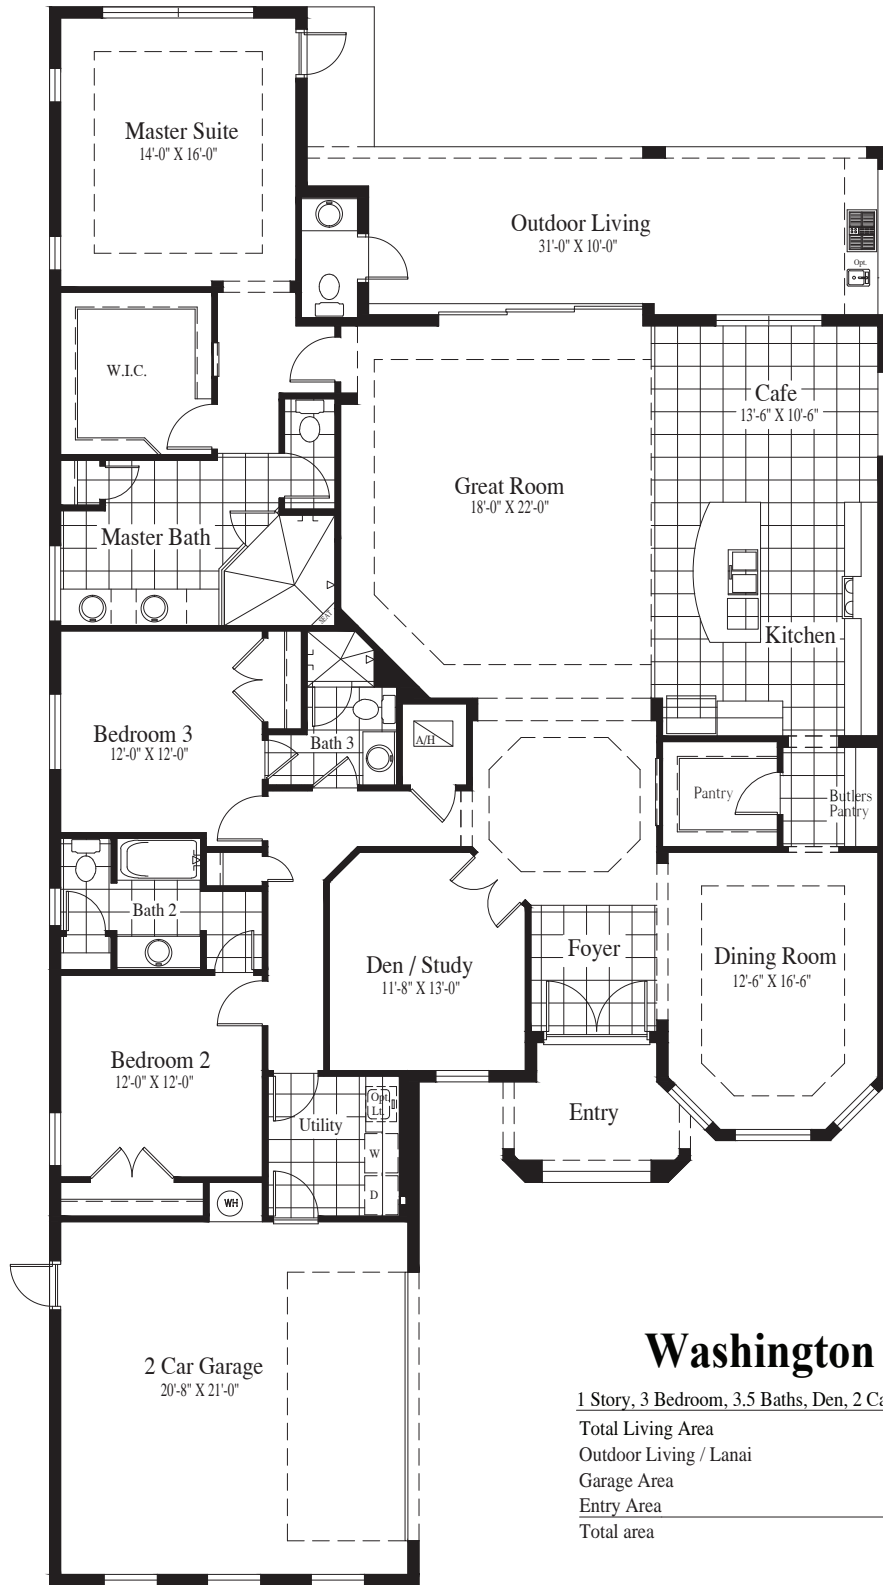 Master Suite
14'-0" X 16'-0"
Outdoor Living
31'-0" X 10'-0"
Opt.
W.I.C.
Cafe
13'-6" X 10'-6"
Great Room
18'-0" X 22'-0"
Master Bath
SEAT
Kitchen
Bedroom 3
12'-0" X 12'-0"
Bath 3
A/H
Pantry
Butlers
Pantry
Bath 2
Den / Study
11'-8" X 13'-0"
Foyer
Dining Room
12'-6" X 16'-6"
Bedroom 2
12'-0" X 12'-0"
Opt.
Lt.
Utility
Entry
W
D
WH
2 Car Garage
20'-8" X 21'-0"
Washington
1 Story, 3 Bedroom, 3.5 Baths, Den, 2 Ca
Total Living Area
Outdoor Living / Lanai
Garage Area
Entry Area
Total area